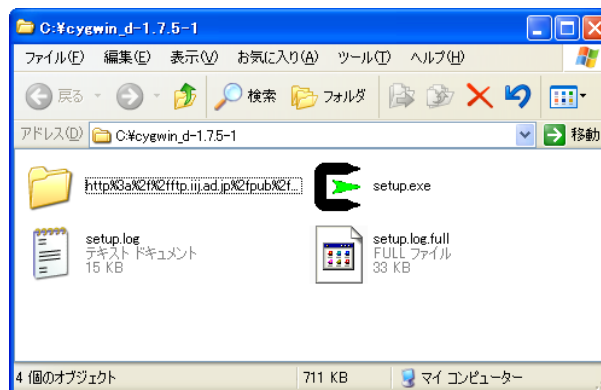 C:¥cygwin_d-1.7.5-1
ファイル(F) 編集(E) 表示(V) お気に入り(A) ツール(T) ヘルプ(H)
戻る 検索 フォルダ
アドレス(D) C:¥cygwin_d-1.7.5-1 移動
http%3a%2f%2fftp.iij.ad.jp%2fpub%2f...
setup.exe
setup.log
テキスト ドキュメント
15 KB
setup.log.full
FULL ファイル
33 KB
4 個のオブジェクト 711 KB マイ コンピューター